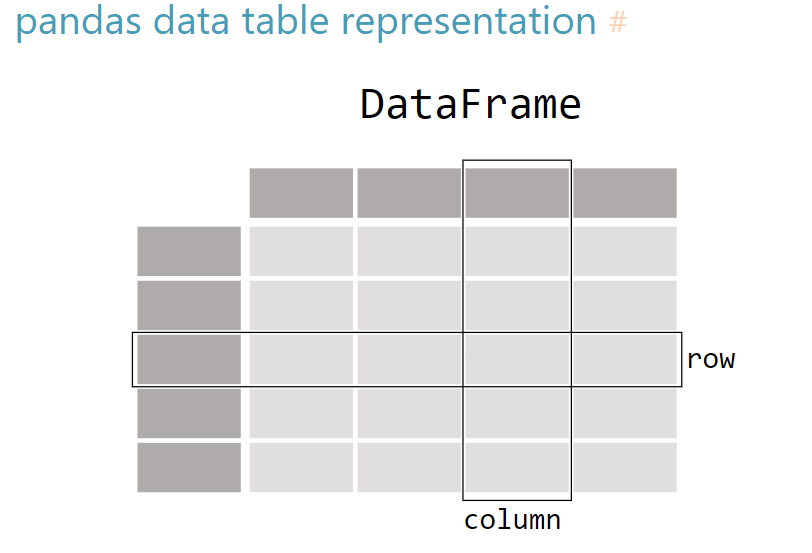 pandas data table representation #
DataFrame
row
column